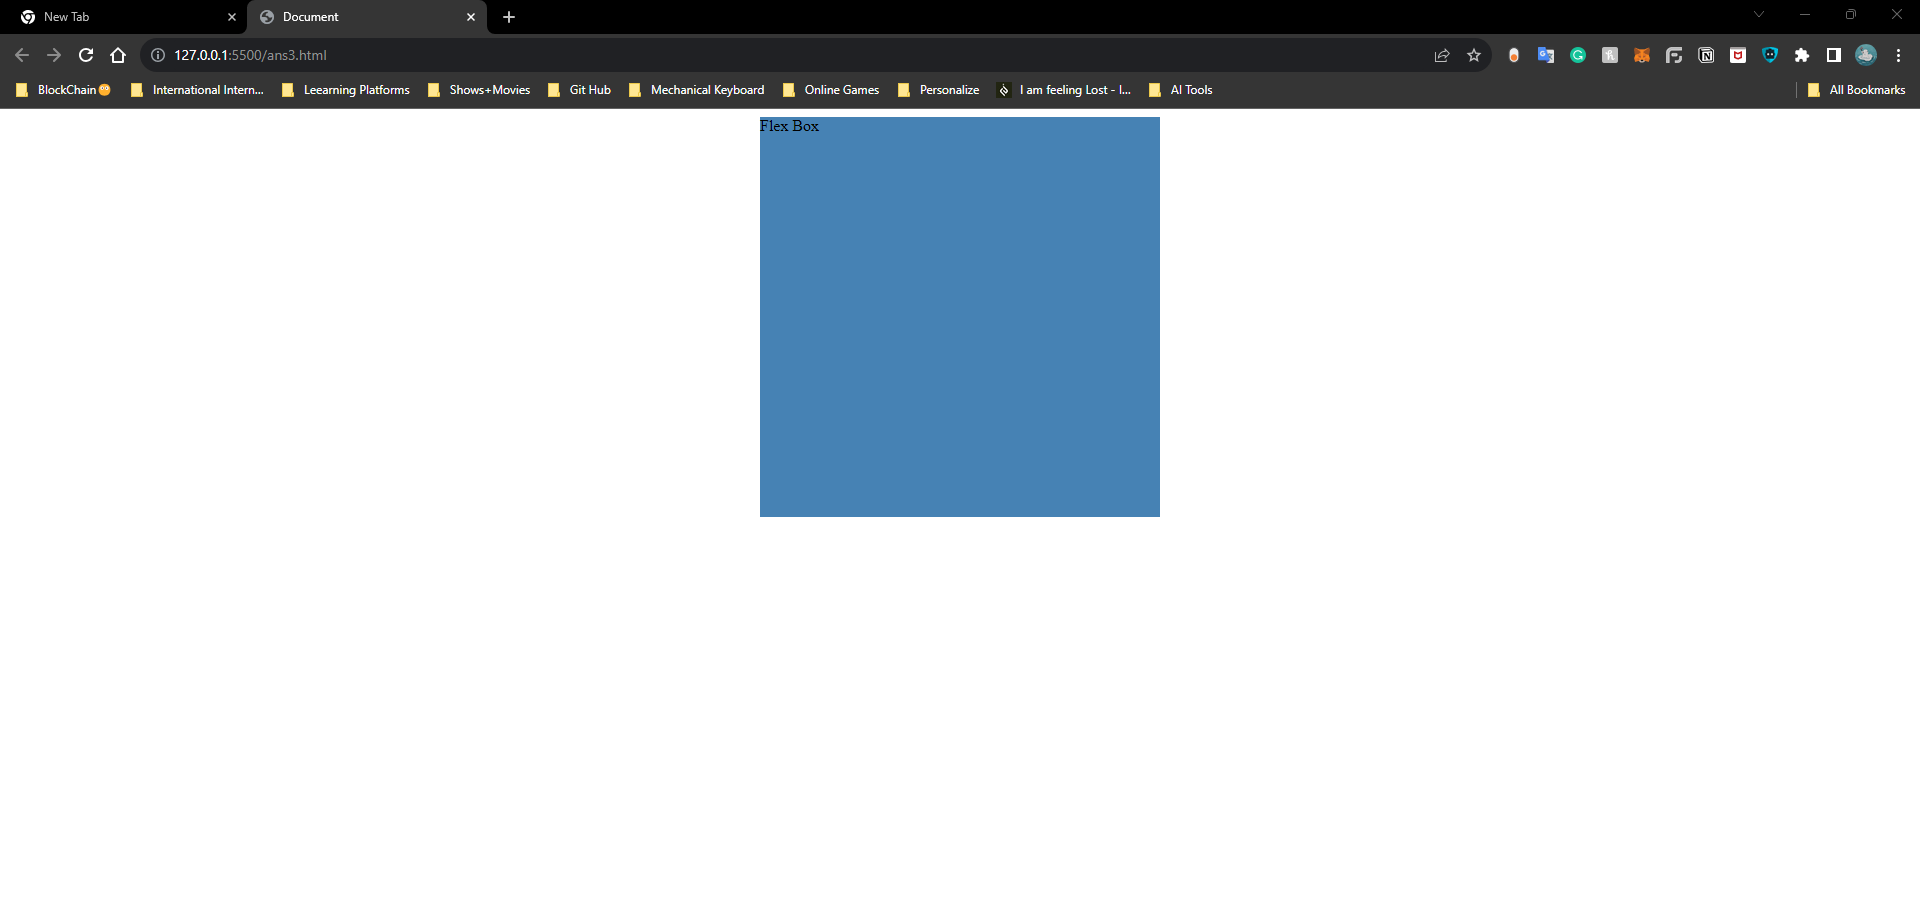 New Tab
Document
127.0.0.1:5500/ans3.html
BlockChain😶 International Intern... Leearning Platforms Shows+Movies Git Hub Mechanical Keyboard Online Games Personalize I am feeling Lost - I... AI Tools All Bookmarks
Flex Box